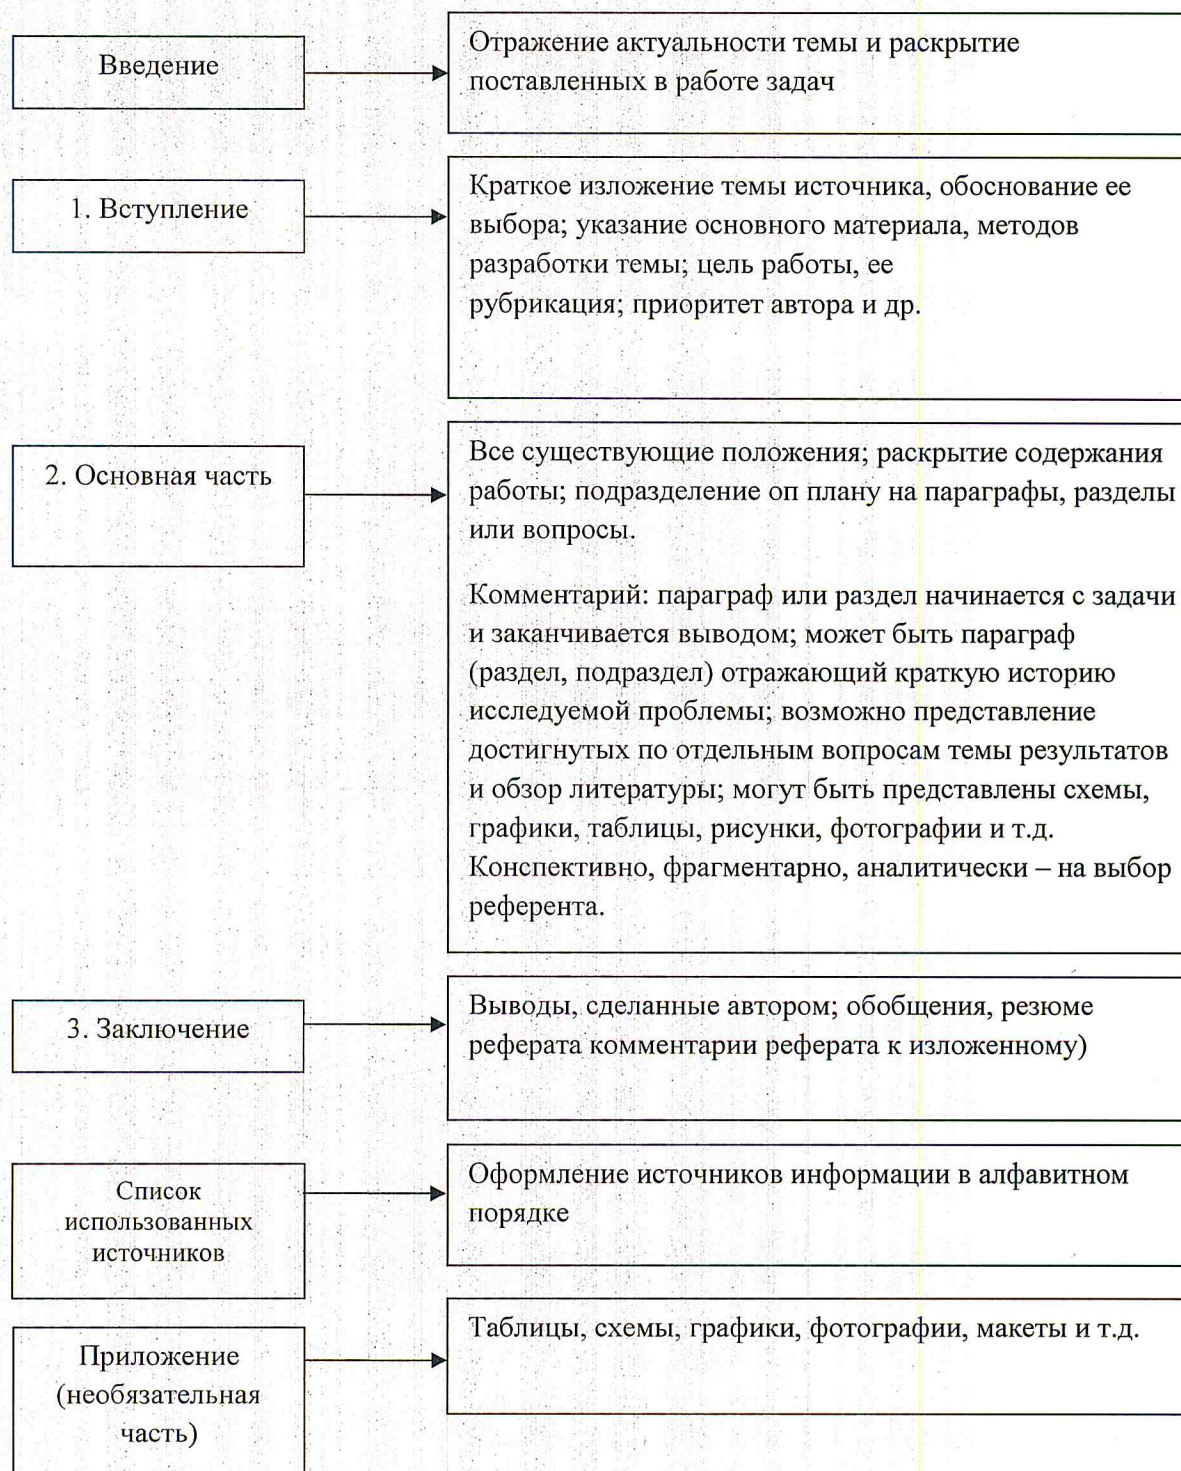 Введение
Отражение актуальности темы и раскрытие
поставленных в работе задач
1. Вступление
Краткое изложение темы источника, обоснование ее
выбора; указание основного материала, методов
разработки темы; цель работы, ее
рубрикация; приоритет автора и др.
2. Основная часть
Все существующие положения; раскрытие содержания
работы; подразделение оп плану на параграфы, разделы
или вопросы.
Комментарий: параграф или раздел начинается с задачи
и заканчивается выводом; может быть параграф
(раздел, подраздел) отражающий краткую историю
исследуемой проблемы; возможно представление
достигнутых по отдельным вопросам темы результатов
и обзор литературы; могут быть представлены схемы,
графики, таблицы, рисунки, фотографии и т.д.
Конспективно, фрагментарно, аналитически – на выбор
референта.
3. Заключение
Выводы, сделанные автором; обобщения, резюме
реферата комментарии реферата к изложенному)
Список
использованных
источников
Оформление источников информации в алфавитном
порядке
Приложение
(необязательная
часть)
Таблицы, схемы, графики, фотографии, макеты и т.д.